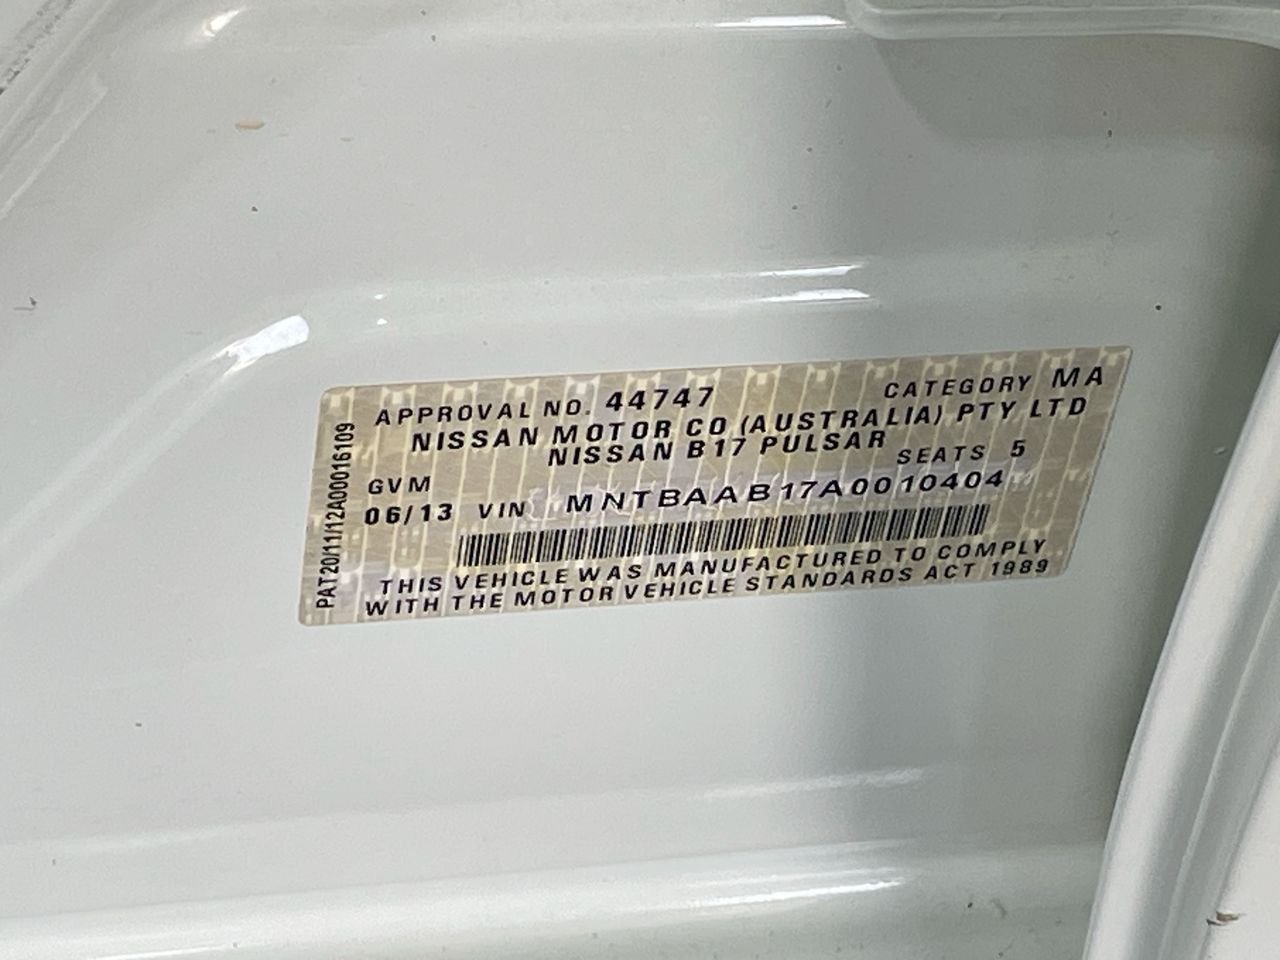 APPROVAL NO. 44747 CATEGORY MA
NISSAN MOTOR CO (AUSTRALIA) PTY LTD
NISSAN B17 PULSAR
GVM SEATS 5
06/13 VIN MNTBAAB17A0010404
THIS VEHICLE WAS MANUFACTURED TO COMPLY
WITH THE MOTOR VEHICLE STANDARDS ACT 1989
PAT20/11/12A00016109